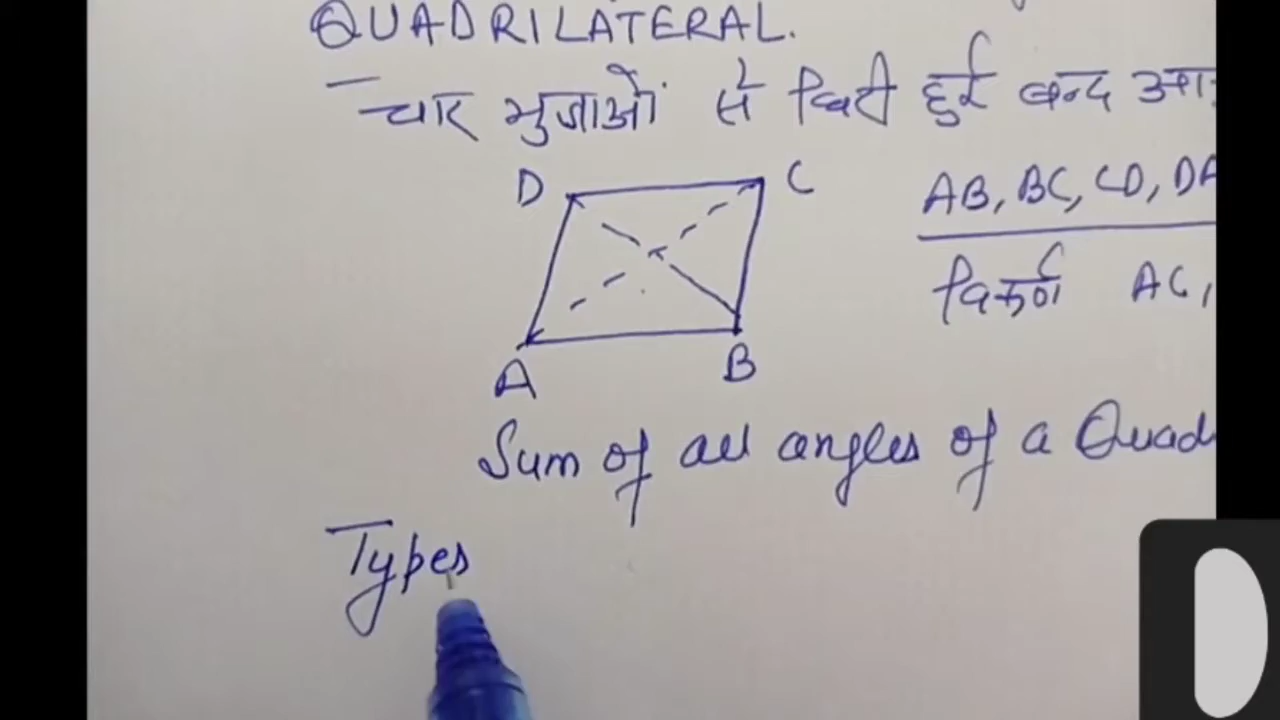 QUADRILATERAL.
चार भुजाओं से घिरी हुई बन्द
D C
AB, BC, CD, DA
विकर्ण AC,
A B
Sum of all angles of a Quad
Types